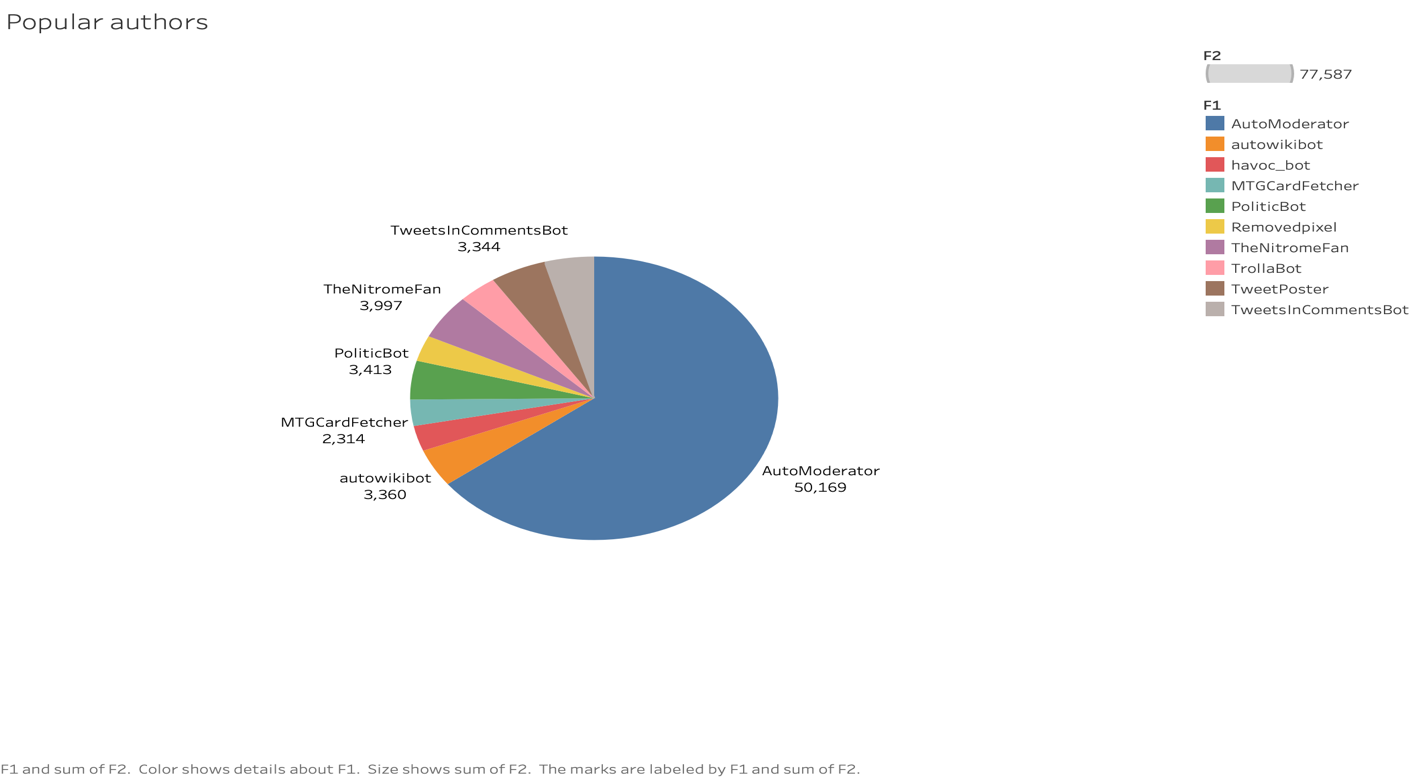 Popular authors
F2
77,587
F1
AutoModerator
autowikibot
havoc_bot
MTGCardFetcher
PoliticBot
Removedpixel
TheNitromeFan
TrollaBot
TweetPoster
TweetsInCommentsBot
TweetsInCommentsBot
3,344
TheNitromeFan
3,997
PoliticBot
3,413
MTGCardFetcher
2,314
autowikibot
3,360
AutoModerator
50,169
F1 and sum of F2.  Color shows details about F1.  Size shows sum of F2.  The marks are labeled by F1 and sum of F2.